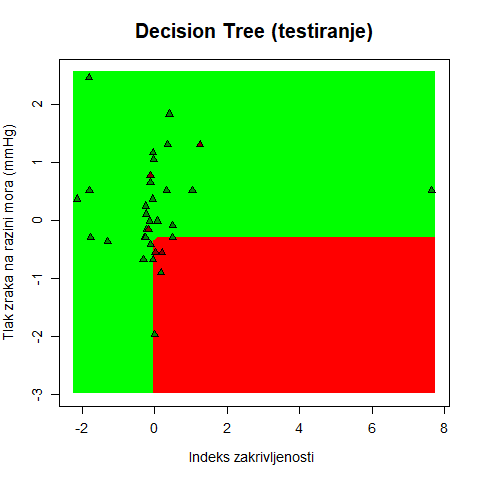 Decision Tree (testiranje)
Tlak zraka na razini mora (mmHg)
2
1
0
-1
-2
-3
-2 0 2 4 6 8
Indeks zakrivljenosti